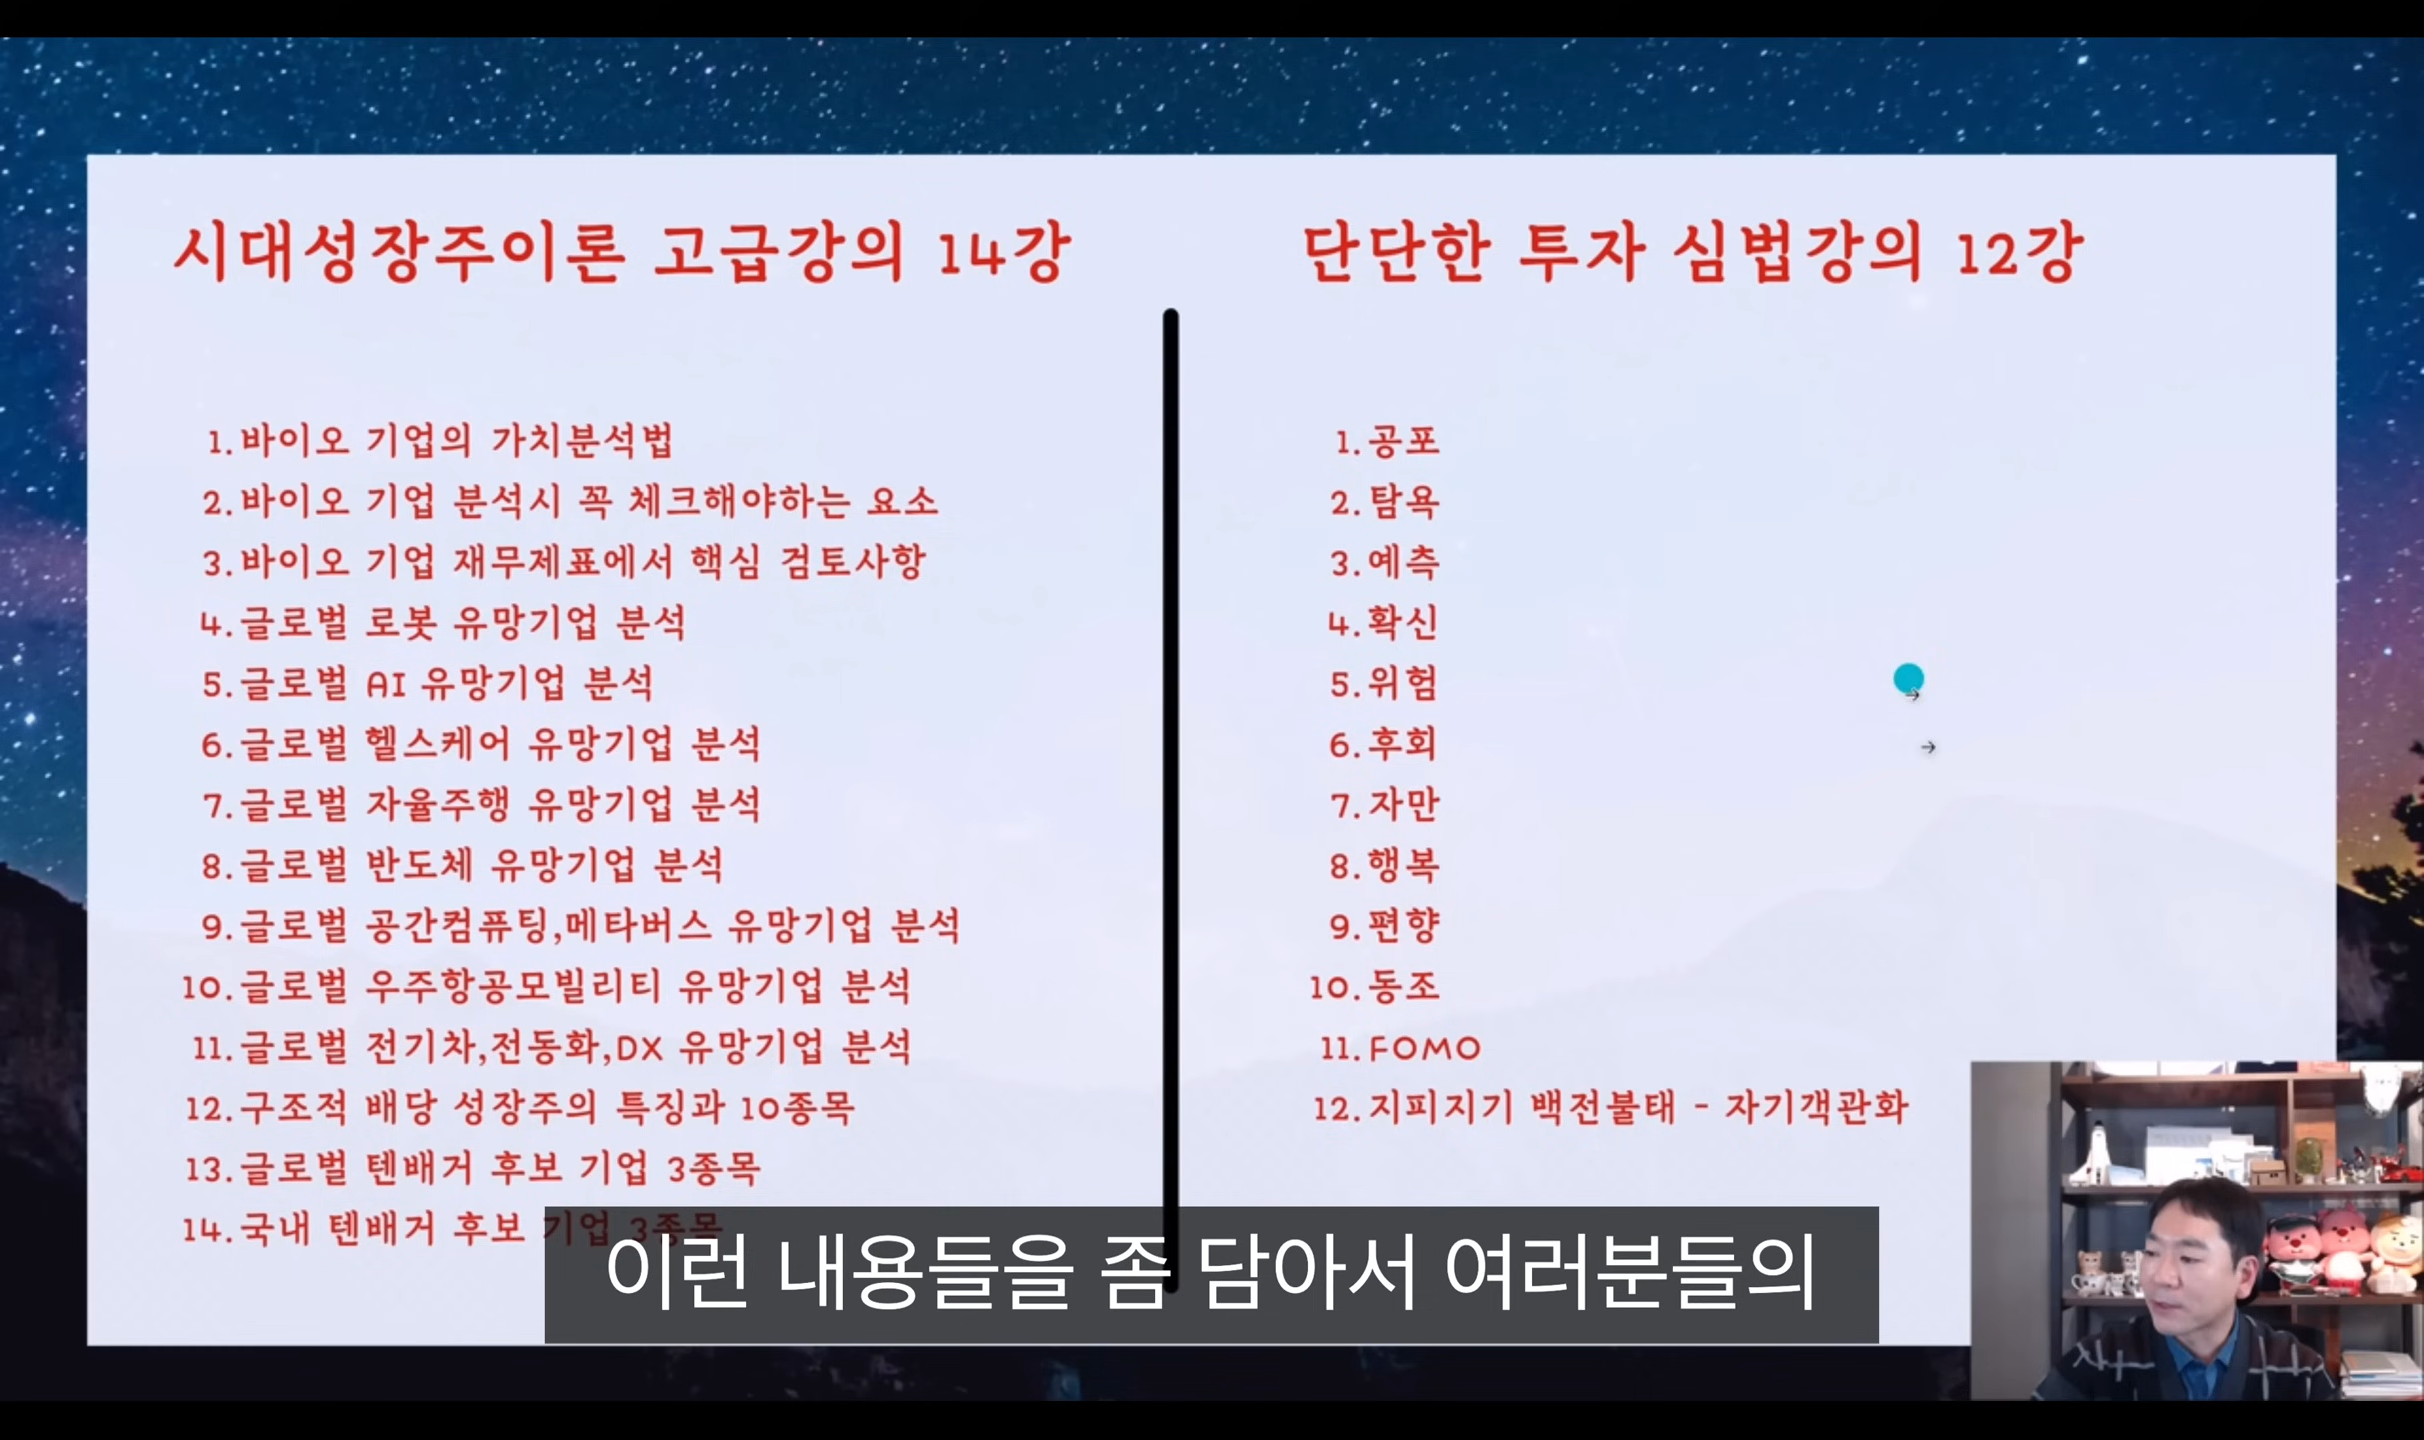 시대성장주이론 고급강의 14강
1. 바이오 기업의 가치분석법
2. 바이오 기업 분석시 꼭 체크해야하는 요소
3. 바이오 기업 재무제표에서 핵심 검토사항
4. 글로벌 로봇 유망기업 분석
5. 글로벌 AI 유망기업 분석
6. 글로벌 헬스케어 유망기업 분석
7. 글로벌 자율주행 유망기업 분석
8. 글로벌 반도체 유망기업 분석
9. 글로벌 공간컴퓨팅,메타버스 유망기업 분석
10. 글로벌 우주항공모빌리티 유망기업 분석
11. 글로벌 전기차,전동화,DX 유망기업 분석
12. 구조적 배당 성장주의 특징과 10종목
13. 글로벌 텐배거 후보 기업 3종목
14. 국내 텐배거 후보 기업 3종목
단단한 투자 심법강의 12강
1. 공포
2. 탐욕
3. 예측
4. 확신
5. 위험
6. 후회
7. 자만
8. 행복
9. 편향
10. 동조
11. FOMO
12. 지피지기 백전불태 - 자기객관화
이런 내용들을 좀 담아서 여러분들의